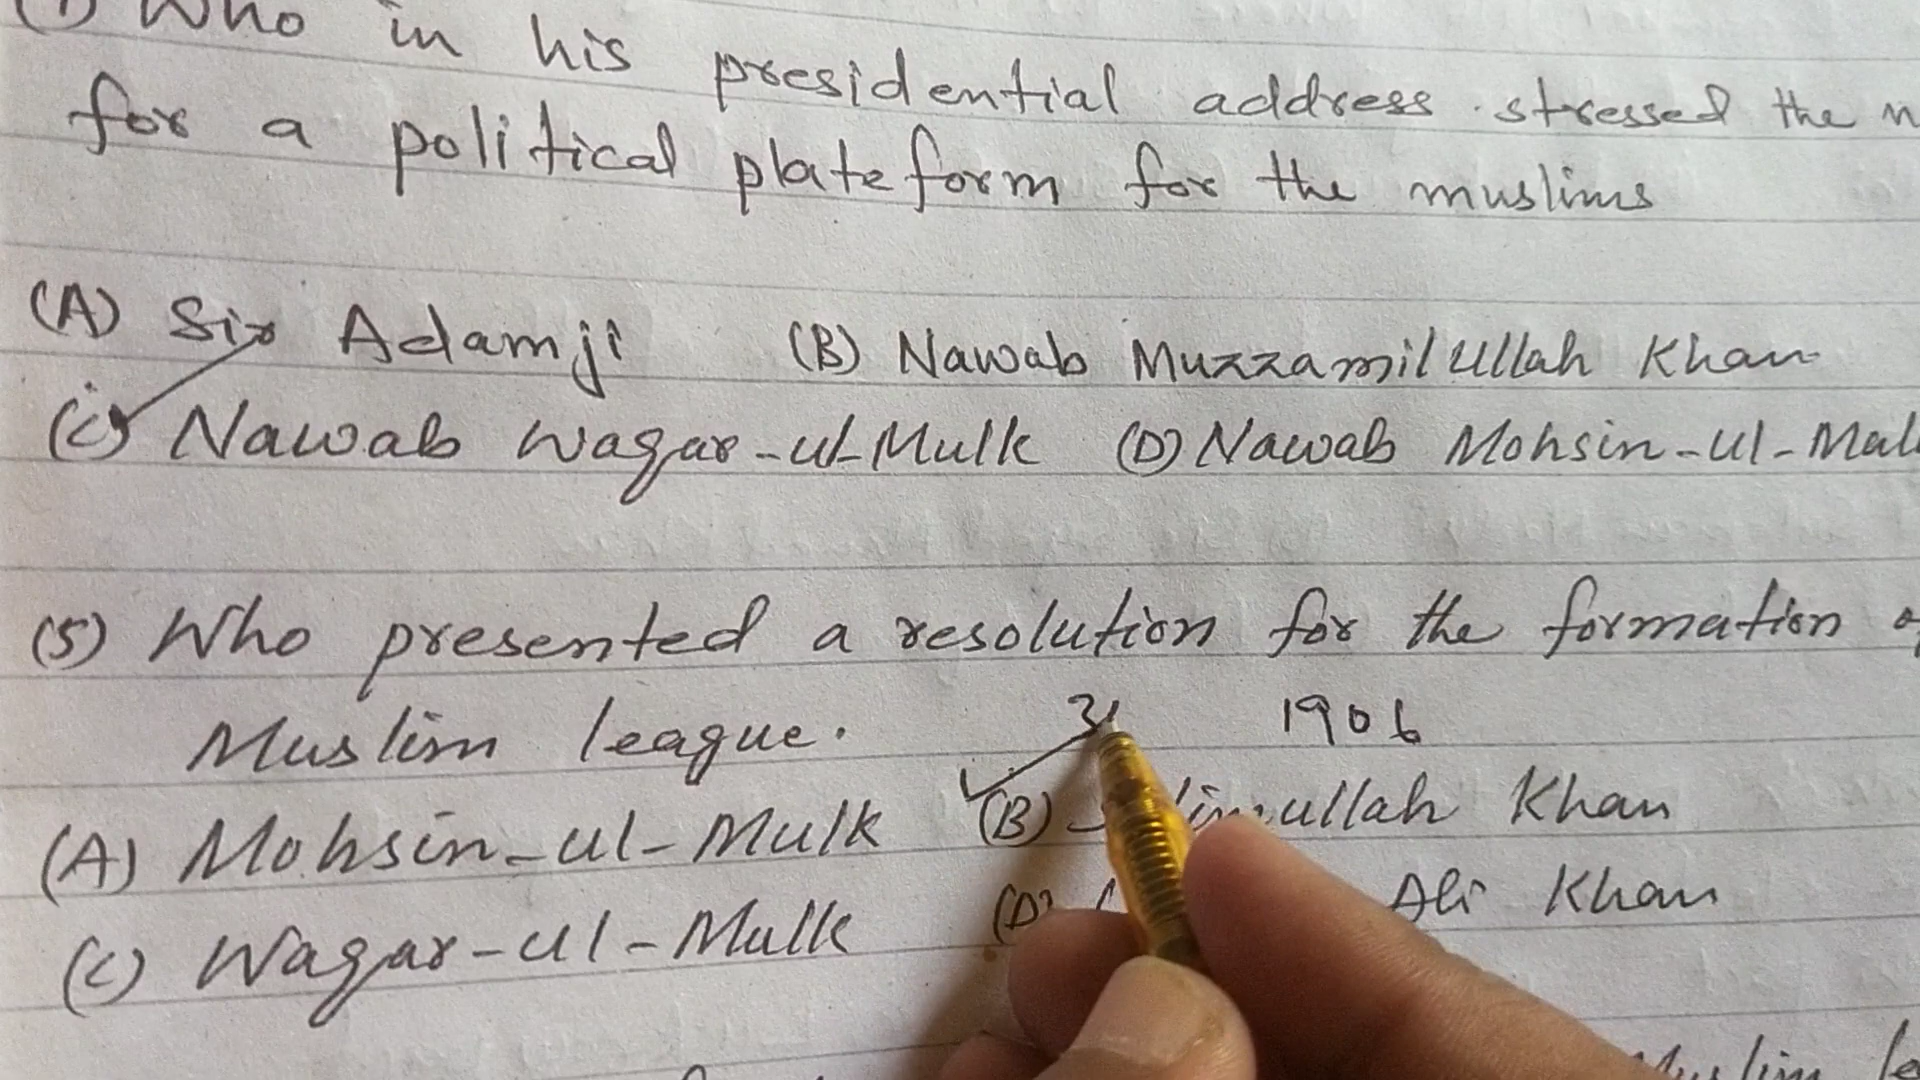 Who in his presidential address stressed the
for a political plateform for the muslims
(A) Sir Adamji (B) Nawab Muzzamil Ullah Khan
(C) Nawab Waqar-ul-Mulk (D) Nawab Mohsin-ul-Mul
(5) Who presented a resolution for the formation
Muslim league. 1906
(A) Mohsin-ul-Mulk (B) Khan
(C) Waqar-ul-Mulk (D) Ali Khan
Muslim